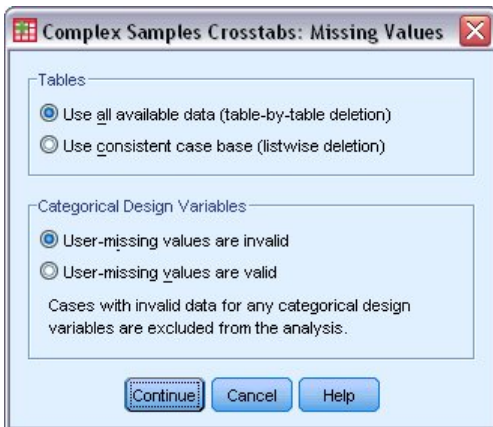 Complex Samples Crosstabs: Missing Values
Tables
Use all available data (table-by-table deletion)
Use consistent case base (listwise deletion)
Categorical Design Variables
User-missing values are invalid
User-missing values are valid
Cases with invalid data for any categorical design
variables are excluded from the analysis.
Continue Cancel Help